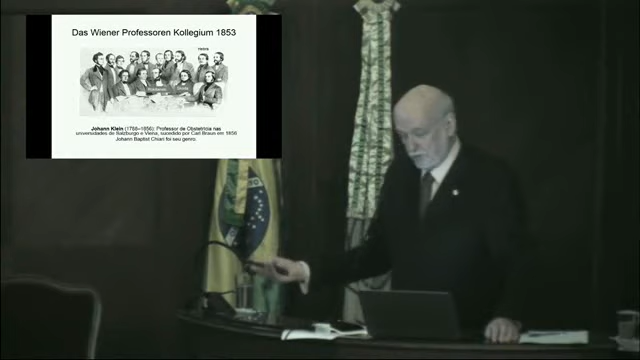 Das Wiener Professoren Kollegium 1853
Johann Klein (1788–1856): Professor de Obstetrícia nas
universidades de Salzburgo e Viena, sucedido por Carl Braun em 1856
Johann Baptist Chiari foi seu genro.